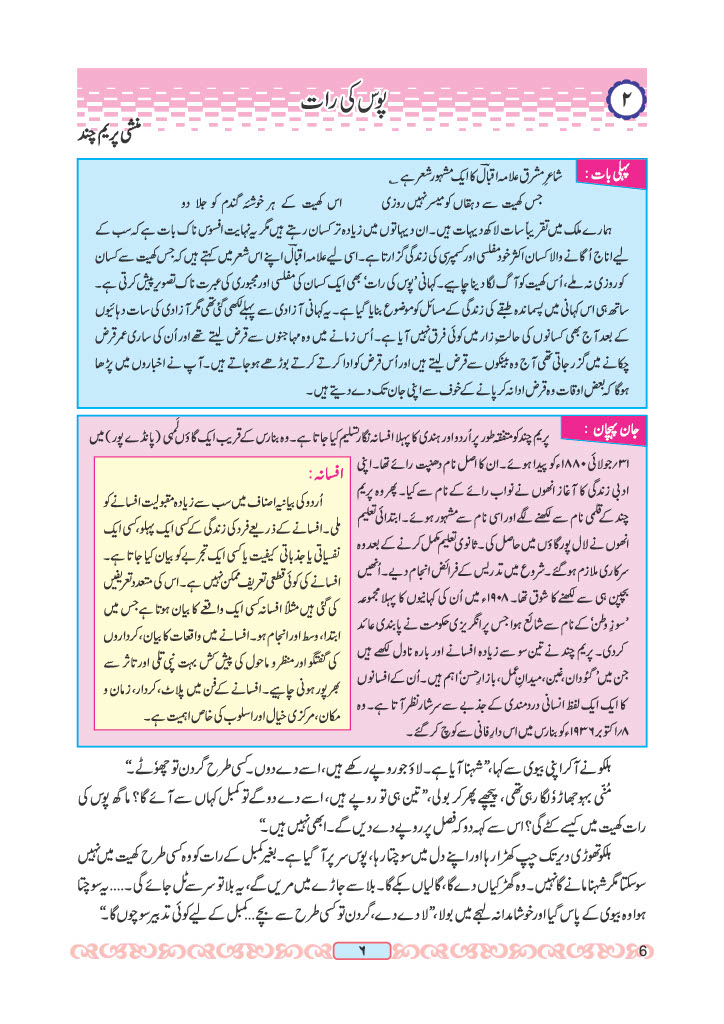 ۲
پوس کی رات
منشی پریم چند
پہلی بات :
شاعرِ مشرق علامہ اقبالؔ کا ایک مشہور شعر ہے ؎
جس کھیت سے دہقاں کو میسر نہیں روزی اس کھیت کے ہر خوشۂ گندم کو جلا دو
ہمارے ملک میں تقریباً سات لاکھ دیہات ہیں۔ ان دیہاتوں میں زیادہ تر کسان رہتے ہیں مگر یہ نہایت افسوس ناک بات ہے کہ سب کے
لیے اناج اُگانے والا کسان اکثر خود مفلسی اور کسمپرسی کی زندگی گزارتا ہے۔ اسی لیے علامہ اقبالؔ اپنے اس شعر میں کہتے ہیں کہ جس کھیت سے کسان
کو روزی نہ ملے، اُس کھیت کو آگ لگا دینا چاہیے۔ کہانی ’پوس کی رات‘ بھی ایک کسان کی مفلسی اور مجبوری کی عبرت ناک تصویر پیش کرتی ہے۔
ساتھ ہی اس کہانی میں پسماندہ طبقے کی زندگی کے مسائل کو موضوع بنایا گیا ہے۔ یہ کہانی آزادی سے پہلے لکھی گئی تھی مگر آزادی کی سات دہائیوں
کے بعد آج بھی کسانوں کی حالتِ زار میں کوئی فرق نہیں آیا ہے۔ اُس زمانے میں وہ مہاجنوں سے قرض لیتے تھے اور اُن کی ساری عمر قرض
چکانے میں گزر جاتی تھی آج وہ بینکوں سے قرض لیتے ہیں اور اُس قرض کو ادا کرتے کرتے بوڑھے ہو جاتے ہیں۔ آپ نے اخباروں میں پڑھا
ہوگا کہ بعض اوقات وہ قرض ادا نہ کر پانے کے خوف سے اپنی جان تک دے دیتے ہیں۔
جان پہچان :
پریم چند کو متفقہ طور پر اُردو اور ہندی کا پہلا افسانہ نگار تسلیم کیا جاتا ہے۔ وہ بنارس کے قریب ایک گاؤں لمہی (پانڈے پور) میں
۳۱؍جولائی ۱۸۸۰ء کو پیدا ہوئے۔ ان کا اصل نام دھنپت رائے تھا۔ اپنی
ادبی زندگی کا آغاز انھوں نے نواب رائے کے نام سے کیا۔ پھر وہ پریم
چند کے قلمی نام سے لکھنے لگے اور اسی نام سے مشہور ہوئے۔ ابتدائی تعلیم
انھوں نے لال پور گاؤں میں حاصل کی۔ ثانوی تعلیم مکمل کرنے کے بعد وہ
سرکاری ملازم ہو گئے۔ شروع میں تدریس کے فرائض انجام دیے۔ اُنھیں
بچپن ہی سے لکھنے کا شوق تھا۔ ۱۹۰۸ء میں اُن کی کہانیوں کا پہلا مجموعہ
’سوزِ وطن‘ کے نام سے شائع ہوا جس پر انگریزی حکومت نے پابندی عائد
کردی۔ پریم چند نے تین سو سے زیادہ افسانے اور بارہ ناول لکھے ہیں
جن میں ’گئودان، غبن، میدانِ عمل، بازارِ حسن‘ اہم ہیں۔ اُن کے افسانوں
کا ایک ایک لفظ انسانی دردمندی کے جذبے سے سرشار نظر آتا ہے۔ وہ
۸؍اکتوبر ۱۹۳۶ء کو بنارس میں اس دارِ فانی سے کوچ کر گئے۔
افسانہ :
اُردو کی بیانیہ اصناف میں سب سے زیادہ مقبولیت افسانے کو
ملی۔ افسانے کے ذریعے فرد کی زندگی کے کسی ایک پہلو، کسی ایک
نفسیاتی یا جذباتی کیفیت یا کسی ایک تجربے کو بیان کیا جاتا ہے۔
افسانے کی کوئی قطعی تعریف ممکن نہیں ہے۔ اس کی متعدد تعریفیں
کی گئی ہیں مثلاً افسانہ کسی ایک واقعے کا بیان ہوتا ہے جس میں
ابتدا، وسط اور انجام ہو۔ افسانے میں واقعات کا بیان، کرداروں
کی گفتگو اور منظر و ماحول کی پیش کش بہت نپی تلی اور تاثر سے
بھرپور ہونی چاہیے۔ افسانے کے فن میں پلاٹ، کردار، زمان و
مکان، مرکزی خیال اور اسلوب کی خاص اہمیت ہے۔
ہلکو نے آ کر اپنی بیوی سے کہا، ”شہنا آیا ہے۔ لاؤ جو روپے رکھے ہیں، اسے دے دوں۔ کسی طرح گردن تو چھوٹے۔“
مُنّی بہو جھاڑو لگا رہی تھی، پیچھے پھر کر بولی، ”تین ہی تو روپے ہیں، اسے دے دو گے تو کمبل کہاں سے آئے گا؟ ماگھ پوس کی
رات کھیت میں کیسے کٹے گی؟ اس سے کہہ دو کہ فصل پر روپے دے دیں گے۔ ابھی نہیں ہیں۔“
ہلکو تھوڑی دیر تک چپ کھڑا رہا اور اپنے دل میں سوچتا رہا، پوس سر پر آ گیا ہے۔ بغیر کمبل کے رات کو وہ کسی طرح کھیت میں نہیں
سو سکتا مگر شہنا مانے گا نہیں۔ وہ گھڑکیاں دے گا، گالیاں بکے گا۔ بلا سے جاڑے میں مریں گے، یہ بلا تو سر سے ٹل جائے گی۔.... یہ سوچتا
ہوا وہ بیوی کے پاس گیا اور خوشامدانہ لہجے میں بولا، ”لا دے دے، گردن تو کسی طرح سے بچے... کمبل کے لیے کوئی تدبیر سوچوں گا۔“
۶
6